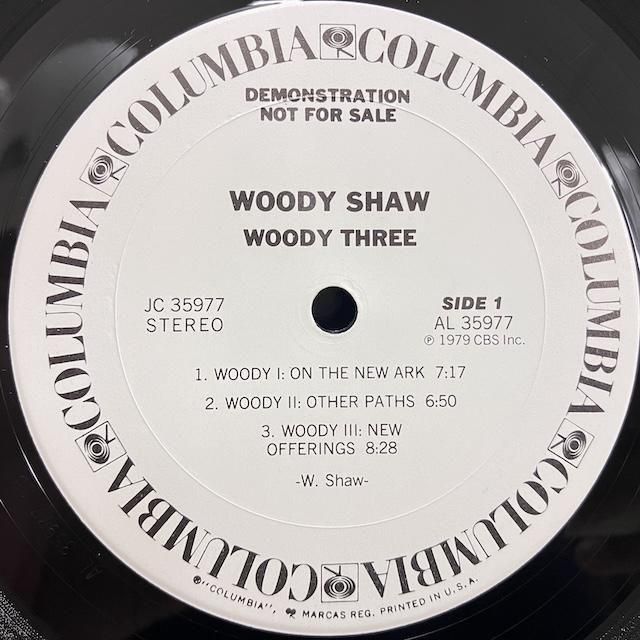 COLUMBIA COLUMBIA COLUMBIA COLUMBIA COLUMBIA COLUMBIA COLUMBIA
DEMONSTRATION
NOT FOR SALE
WOODY SHAW
WOODY THREE
JC 35977
STEREO
SIDE 1
AL 35977
℗ 1979 CBS Inc.
1. WOODY I: ON THE NEW ARK 7:17
2. WOODY II: OTHER PATHS 6:50
3. WOODY III: NEW
OFFERINGS 8:28
-W. Shaw-
®"COLUMBIA", MARCAS REG. PRINTED IN U.S.A.